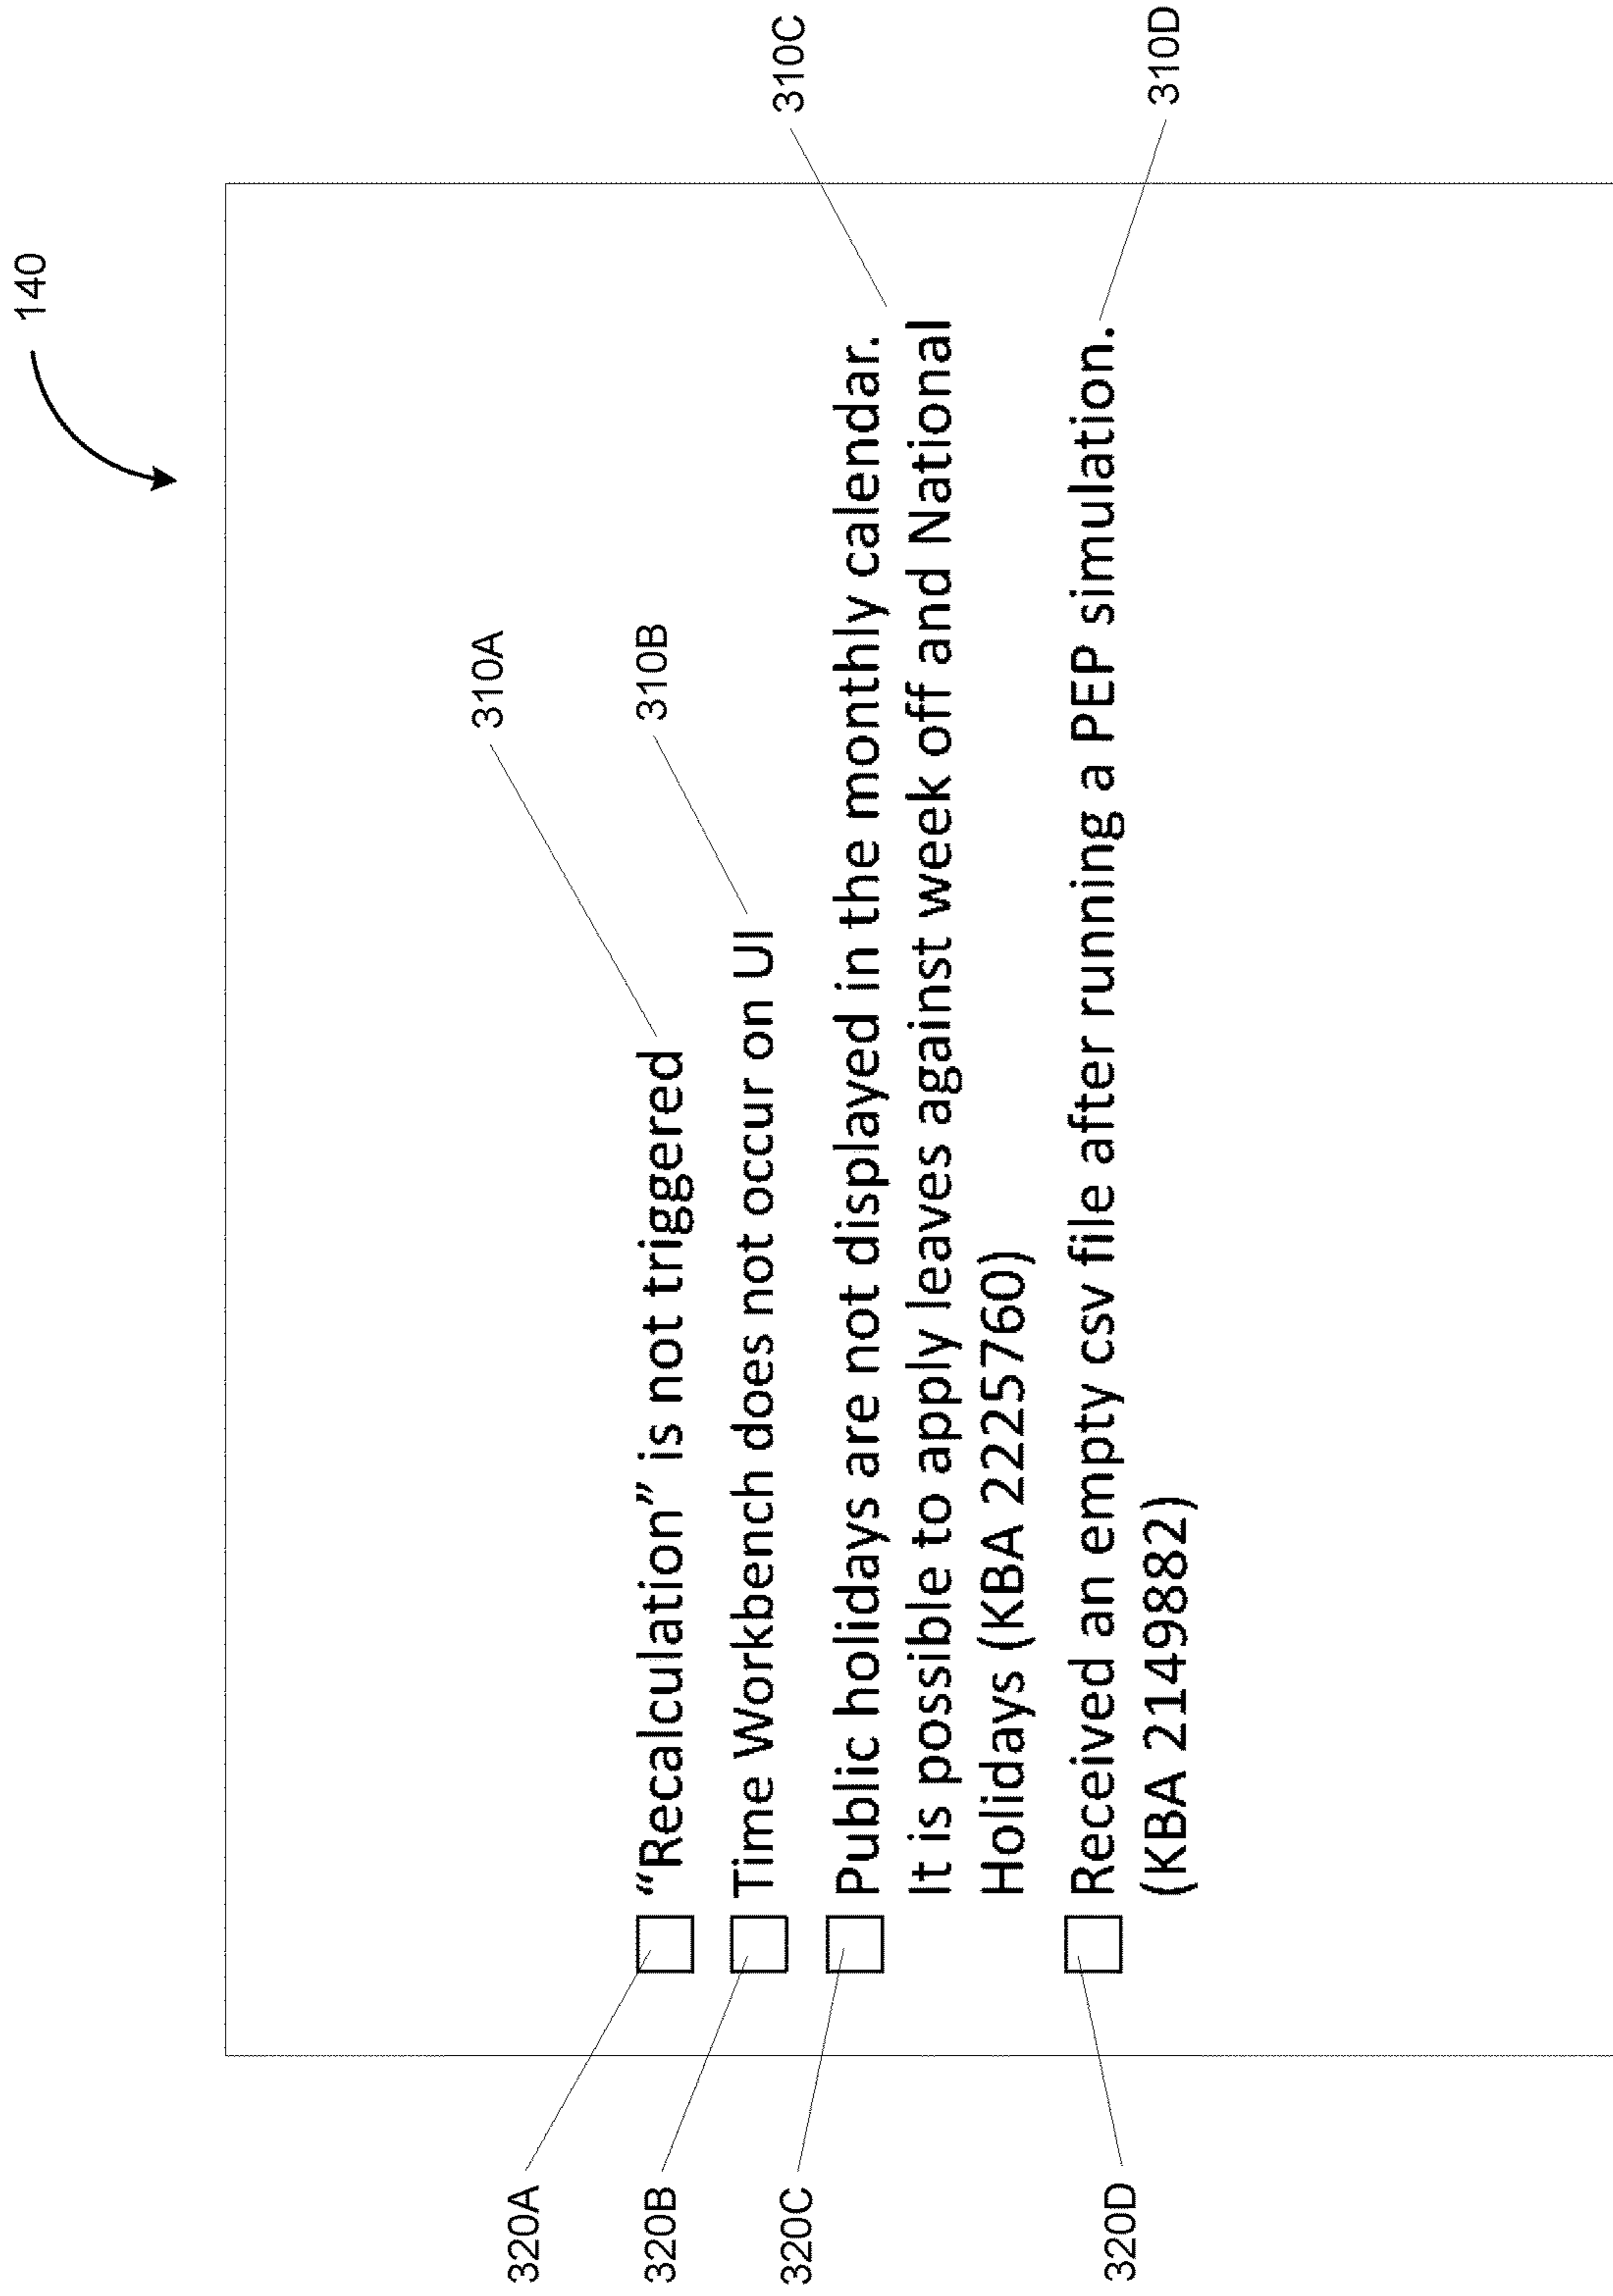 140
310A
310B
310C
310D
320A
320B
320C
320D
“Recalculation” is not triggered
Time Workbench does not occur on UI
Public holidays are not displayed in the monthly calendar.
It is possible to apply leaves against week off and National
Holidays (KBA 2225760)
Received an empty csv file after running a PEP simulation.
(KBA 2149882)